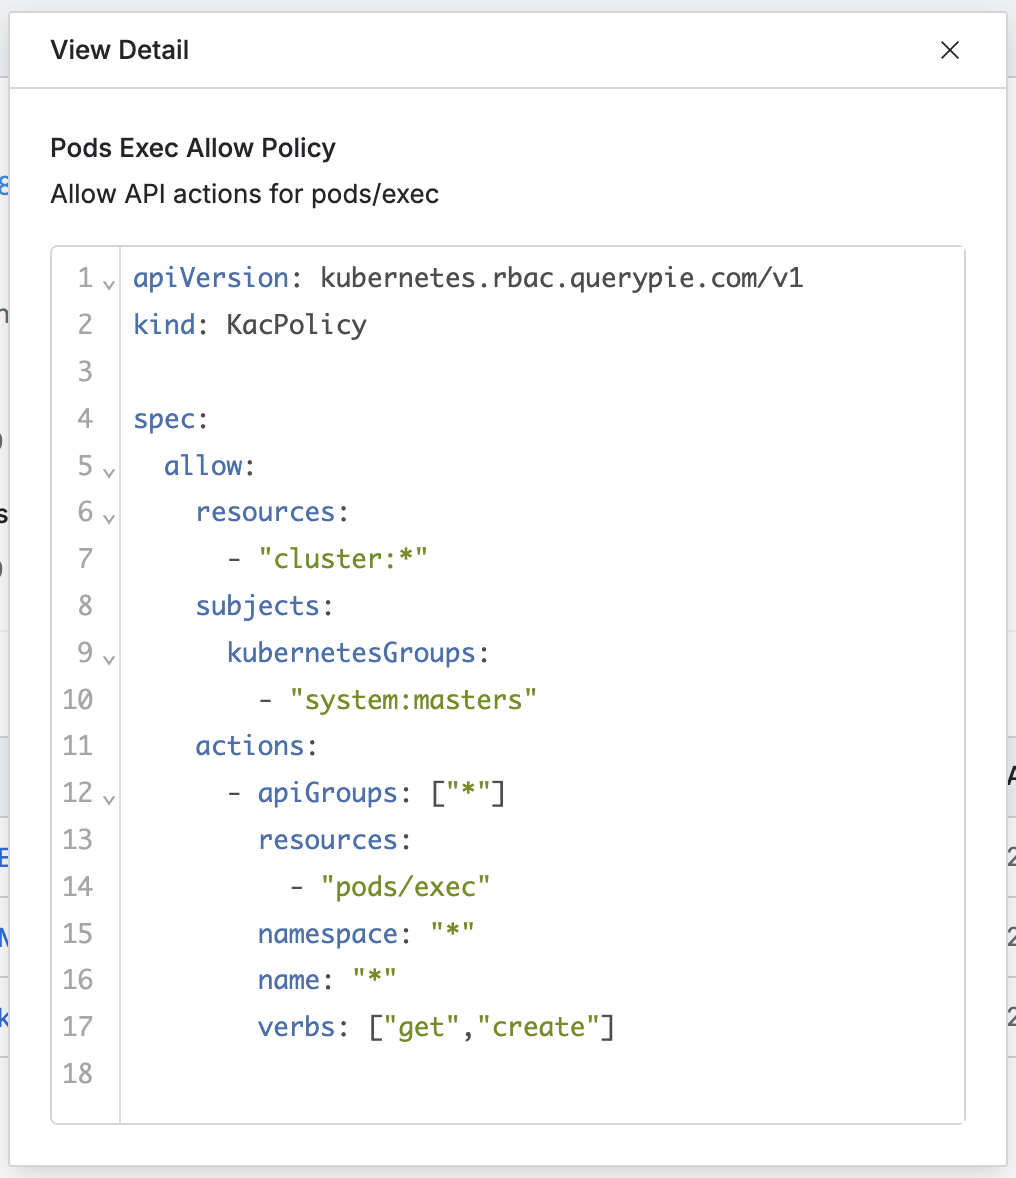 View Detail
Pods Exec Allow Policy
Allow API actions for pods/exec
1 apiVersion: kubernetes.rbac.querypie.com/v1
2 kind: KacPolicy
3
4 spec:
5   allow:
6     resources:
7       - "cluster:*"
8     subjects:
9       kubernetesGroups:
10         - "system:masters"
11     actions:
12       - apiGroups: ["*"]
13         resources:
14           - "pods/exec"
15         namespace: "*"
16         name: "*"
17         verbs: ["get","create"]
18